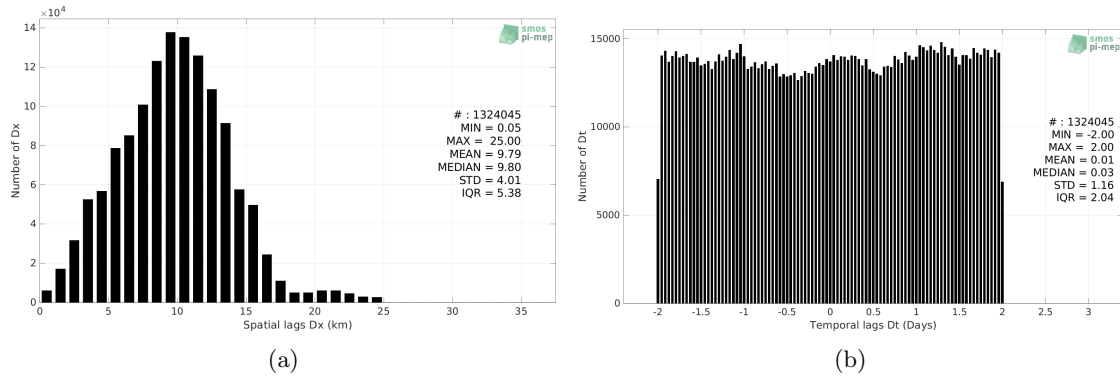 ×10⁴
14
12
10
8
6
4
2
0
Number of Dx
smos
pi-mep
# : 1324045
MIN = 0.05
MAX = 25.00
MEAN = 9.79
MEDIAN = 9.80
STD = 4.01
IQR = 5.38
0 5 10 15 20 25 30 35
Spatial lags Dx (km)
(a)
15000
10000
5000
0
Number of Dt
smos
pi-mep
# : 1324045
MIN = -2.00
MAX = 2.00
MEAN = 0.01
MEDIAN = 0.03
STD = 1.16
IQR = 2.04
-2 -1.5 -1 -0.5 0 0.5 1 1.5 2 2.5 3
Temporal lags Dt (Days)
(b)